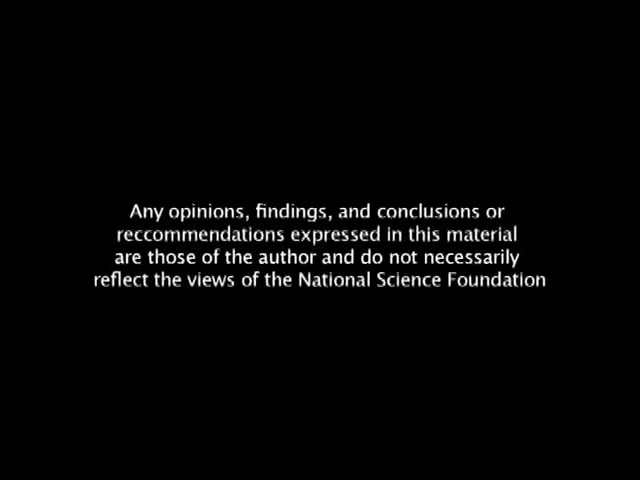 Any opinions, findings, and conclusions or
reccommendations expressed in this material
are those of the author and do not necessarily
reflect the views of the National Science Foundation